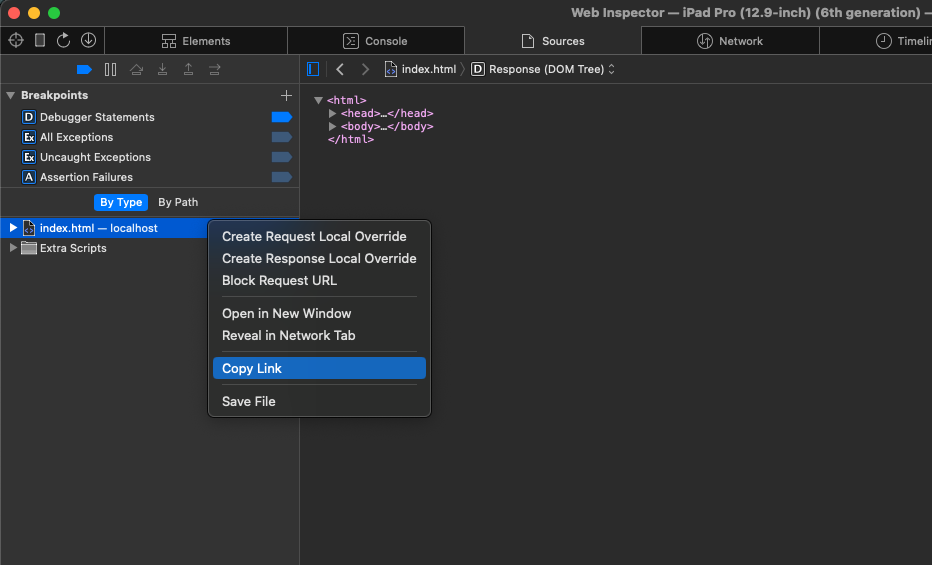 Web Inspector — iPad Pro (12.9-inch) (6th generation) —
Elements
Console
Sources
Network
index.html
D Response (DOM Tree)
Breakpoints
D Debugger Statements
Ex All Exceptions
Ex Uncaught Exceptions
A Assertion Failures
By Type By Path
index.html — localhost
Extra Scripts
<html>
<head>…</head>
<body>…</body>
</html>
Create Request Local Override
Create Response Local Override
Block Request URL
Open in New Window
Reveal in Network Tab
Copy Link
Save File